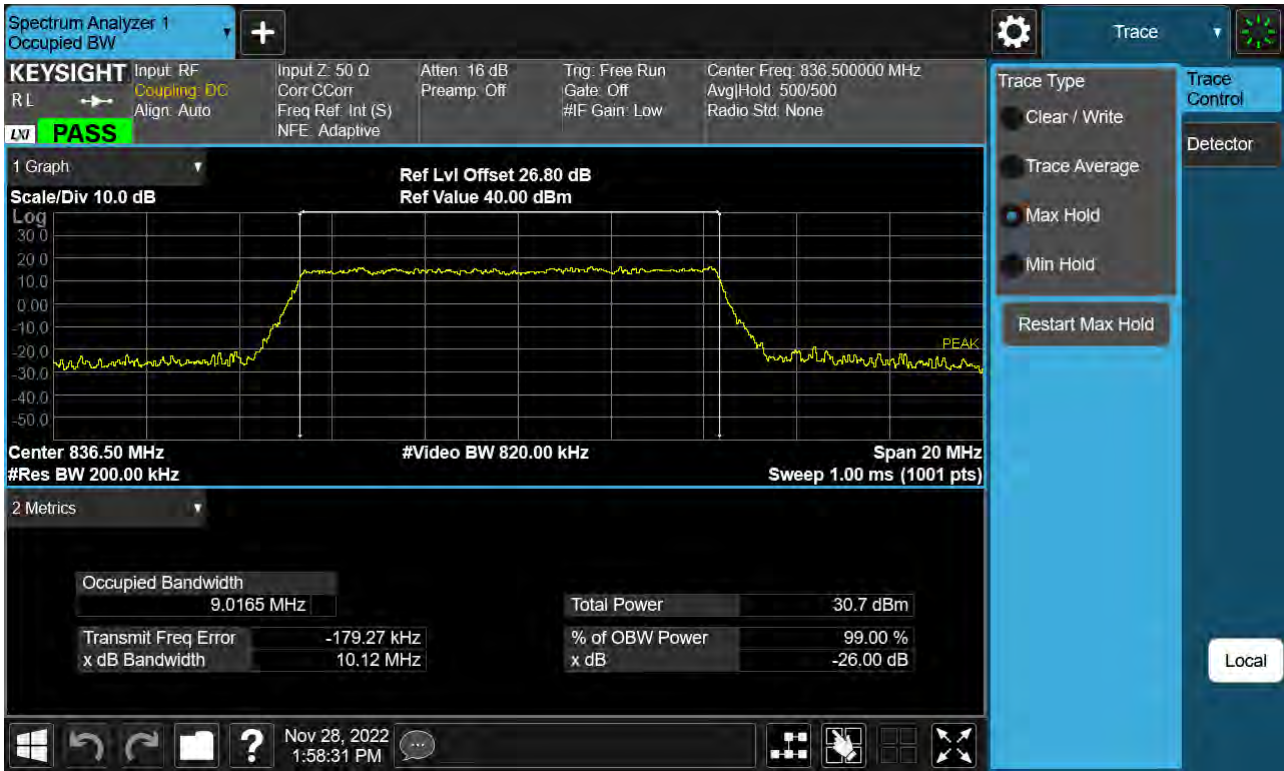 Spectrum Analyzer 1
Occupied BW
+
Trace
KEYSIGHT
RL
LXI
PASS
Input: RF
Coupling: DC
Align: Auto
Input Z: 50 Ω
Corr CCorr
Freq Ref: Int (S)
NFE: Adaptive
Atten: 16 dB
Preamp: Off
Trig: Free Run
Gate: Off
#IF Gain: Low
Center Freq: 836.500000 MHz
Avg|Hold: 500/500
Radio Std: None
1 Graph
Scale/Div 10.0 dB
Ref Lvl Offset 26.80 dB
Ref Value 40.00 dBm
Log
30.0
20.0
10.0
0.00
-10.0
-20.0
-30.0
-40.0
-50.0
PEAK
Center 836.50 MHz
#Res BW 200.00 kHz
#Video BW 820.00 kHz
Span 20 MHz
Sweep 1.00 ms (1001 pts)
2 Metrics
Occupied Bandwidth
9.0165 MHz
Transmit Freq Error -179.27 kHz
x dB Bandwidth 10.12 MHz
Total Power 30.7 dBm
% of OBW Power 99.00 %
x dB -26.00 dB
Trace Type
Clear / Write
Trace Average
Max Hold
Min Hold
Restart Max Hold
Trace
Control
Detector
Local
?
Nov 28, 2022
1:58:31 PM